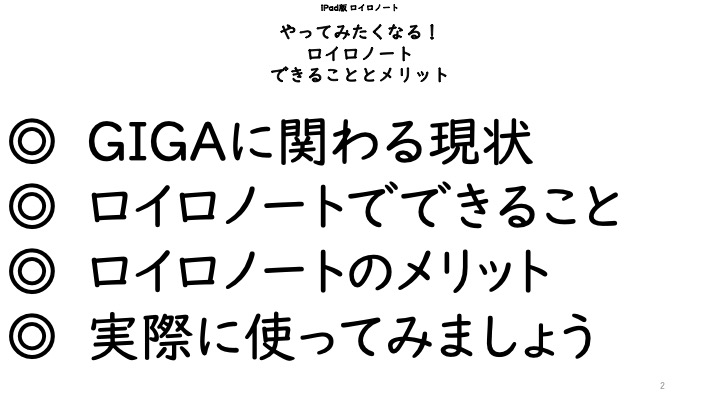 iPad版 ロイロノート
やってみたくなる！
ロイロノート
できることとメリット
◎ GIGAに関わる現状
◎ ロイロノートでできること
◎ ロイロノートのメリット
◎ 実際に使ってみましょう
2